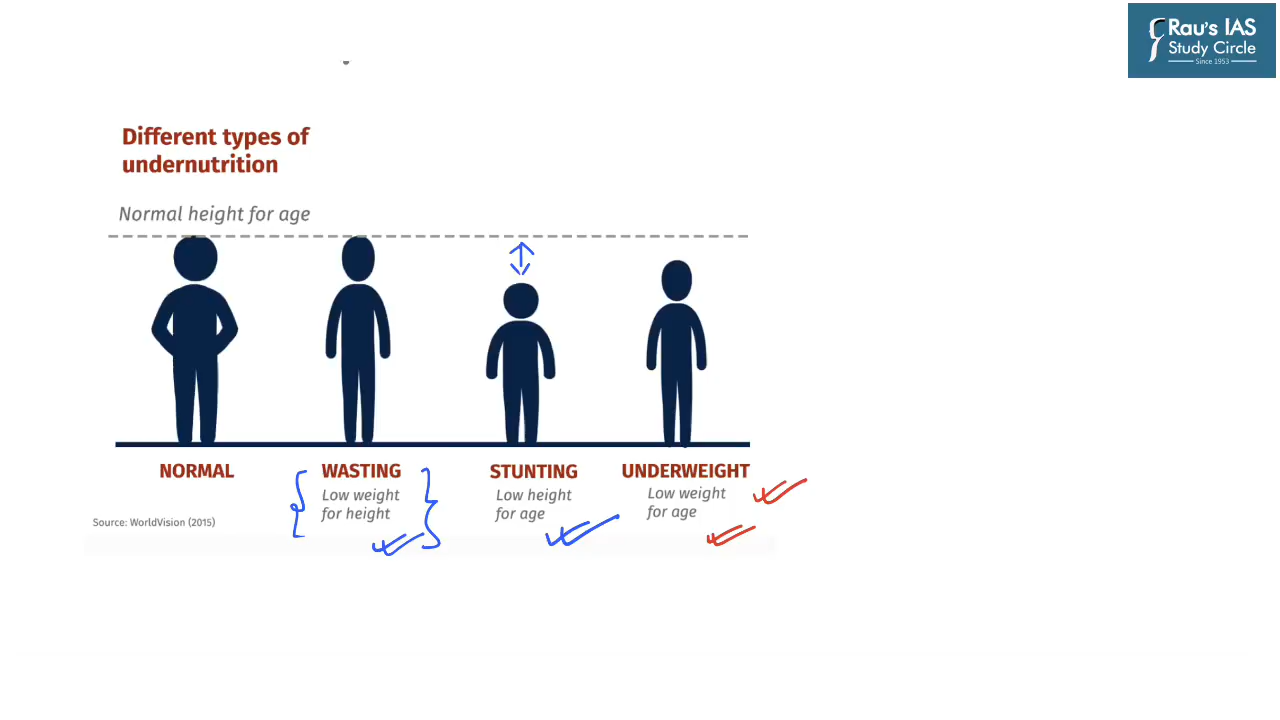 Rau's IAS
Study Circle
Since 1953
Different types of
undernutrition
Normal height for age
NORMAL
WASTING
Low weight
for height
STUNTING
Low height
for age
UNDERWEIGHT
Low weight
for age
Source: WorldVision (2015)